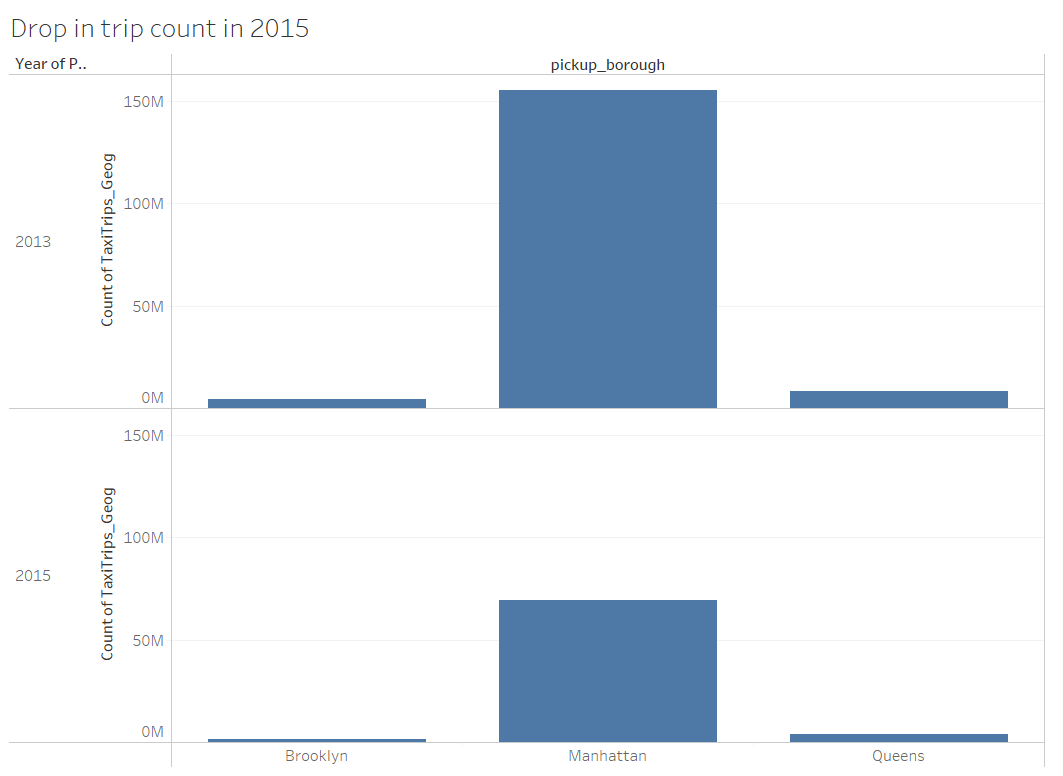 Drop in trip count in 2015
Year of P..
pickup_borough
2013
Count of TaxiTrips_Geog
150M
100M
50M
0M
2015
Count of TaxiTrips_Geog
150M
100M
50M
0M
Brooklyn
Manhattan
Queens